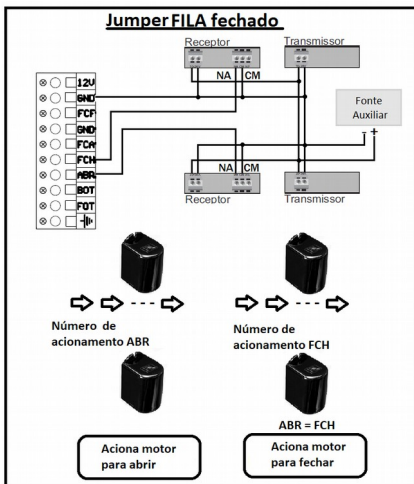 Jumper FILA fechado
Receptor
Transmissor
NA CM
12V
GND
FCF
GND
FCA
FCH
ABR
BOT
FOT
Fonte
Auxiliar
- +
NA CM
Receptor
Transmissor
Número de
acionamento ABR
Número de
acionamento FCH
ABR = FCH
Aciona motor
para abrir
Aciona motor
para fechar